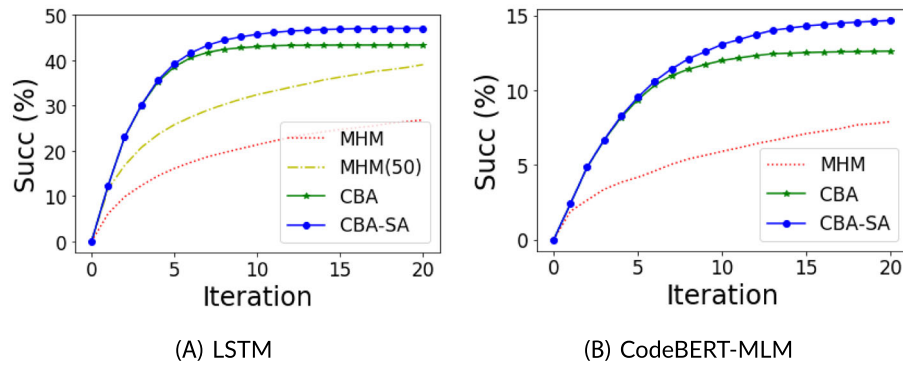 50
40
30
20
10
0
Succ (%)
MHM
MHM(50)
CBA
CBA-SA
0 5 10 15 20
Iteration
(A) LSTM
15
10
5
0
Succ (%)
MHM
CBA
CBA-SA
0 5 10 15 20
Iteration
(B) CodeBERT-MLM